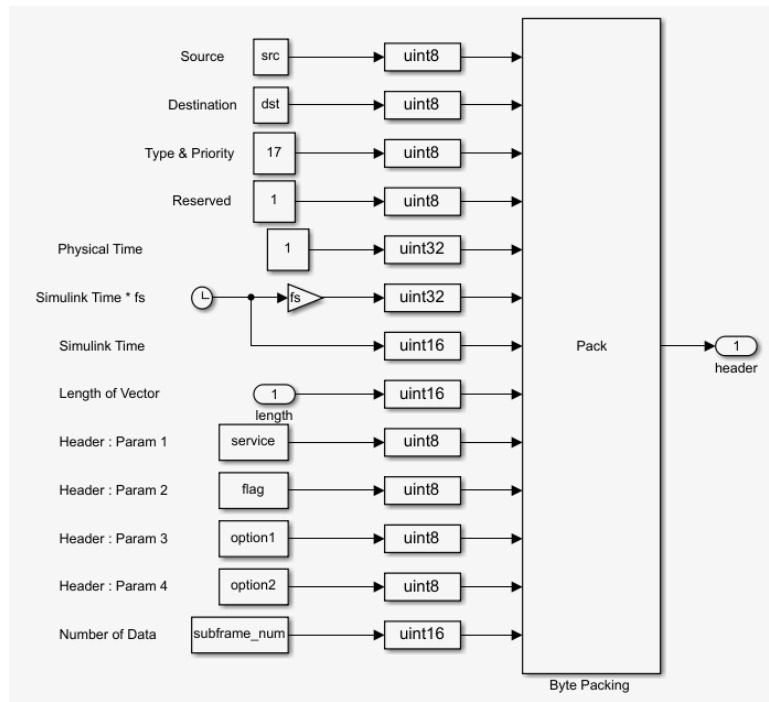 Source src uint8
Destination dst uint8
Type & Priority 17 uint8
Reserved 1 uint8
Physical Time 1 uint32
Simulink Time * fs fs uint32
Simulink Time uint16 Pack 1
header
Length of Vector 1 uint16
length
Header : Param 1 service uint8
Header : Param 2 flag uint8
Header : Param 3 option1 uint8
Header : Param 4 option2 uint8
Number of Data subframe_num uint16
Byte Packing